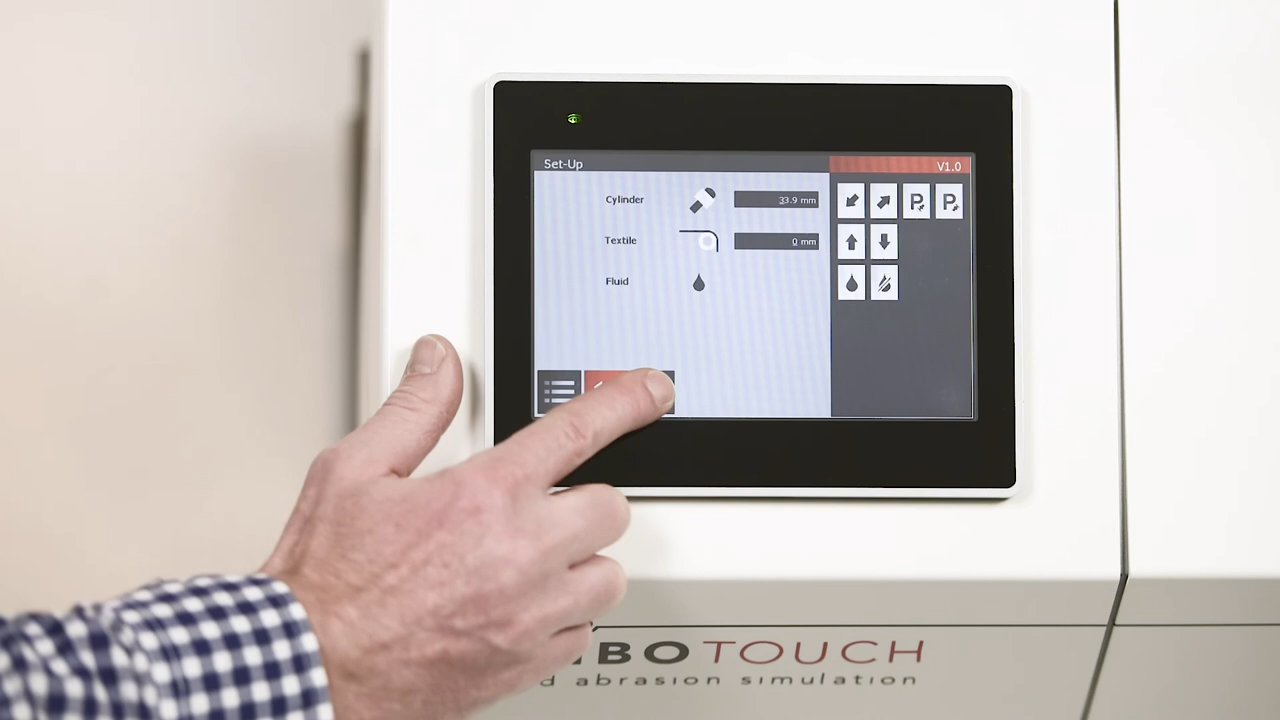 Set-Up V1.0
Cylinder 33.9 mm
Textile 0 mm
Fluid
P P
BOTOUCH
d abrasion simulation